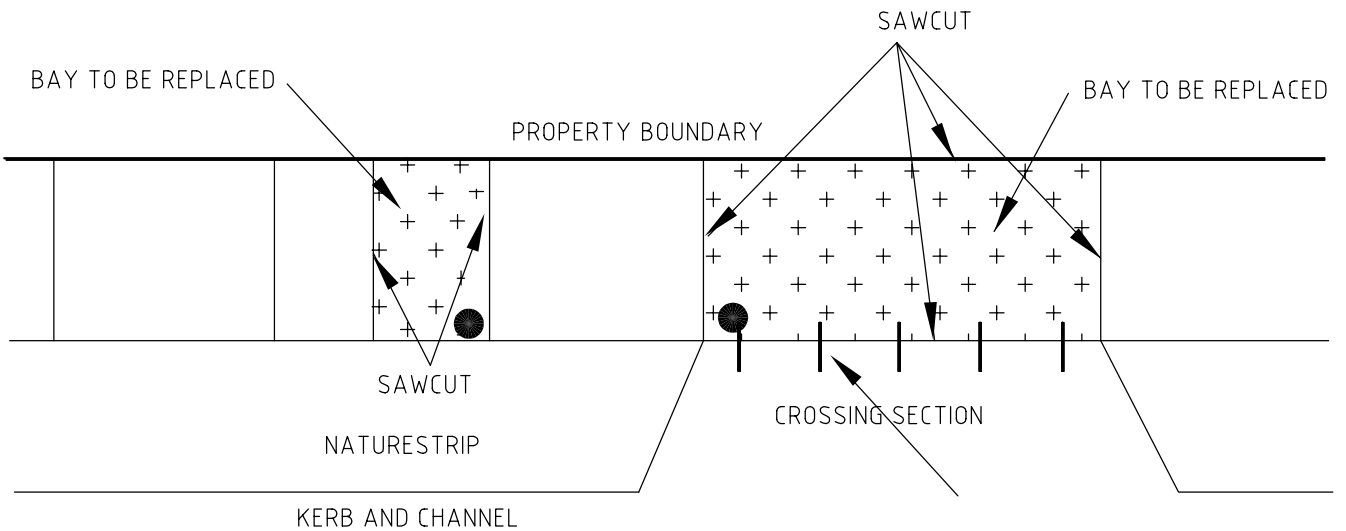 SAWCUT
BAY TO BE REPLACED
BAY TO BE REPLACED
PROPERTY BOUNDARY
SAWCUT
CROSSING SECTION
NATURESTRIP
KERB AND CHANNEL